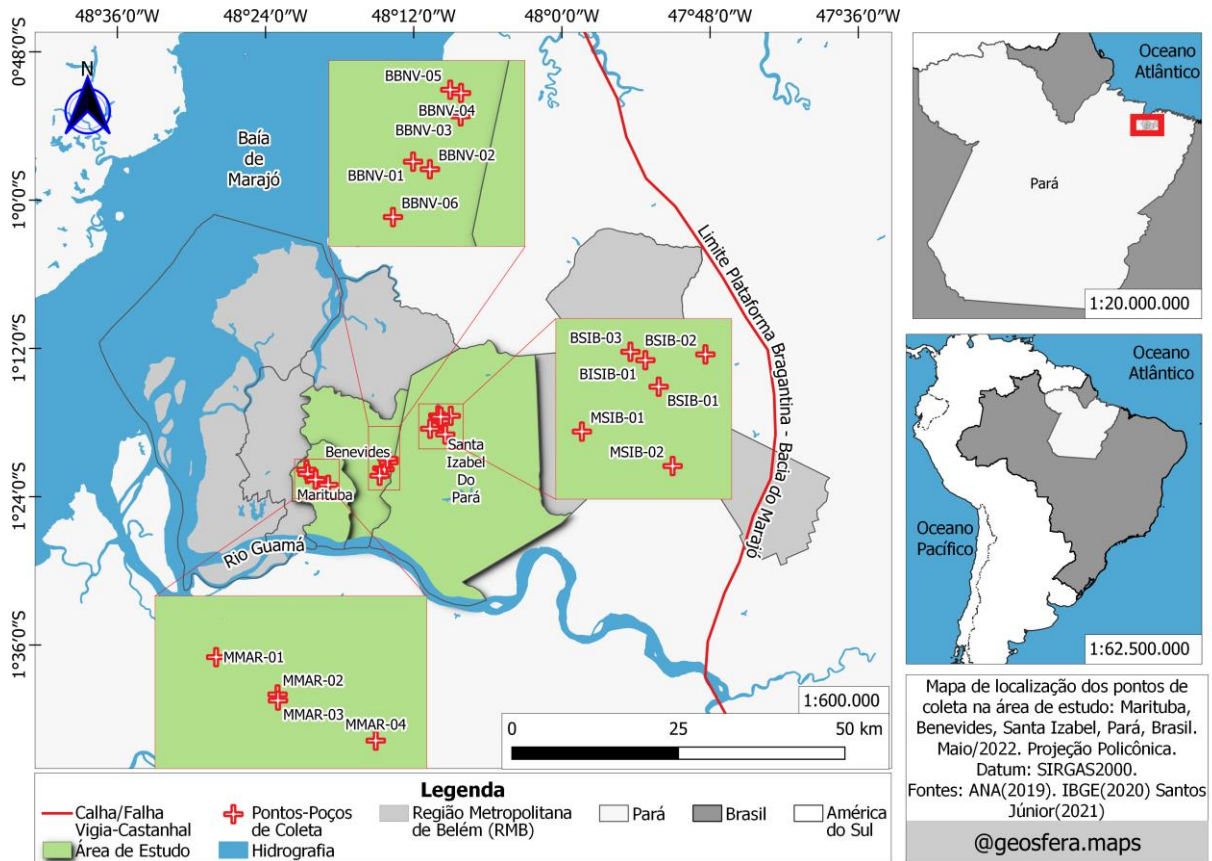 48°36'0"W
48°24'0"W
48°12'0"W
48°00'0"W
47°48'0"W
47°36'0"W
0°48'0"S
1°0'0"S
1°12'0"S
1°24'0"S
1°36'0"S
N
Baía
de
Marajó
BBNV-05
BBNV-04
BBNV-03
BBNV-02
BBNV-01
BBNV-06
Limite Plataforma Bragantina - Bacia do Marajó
BSIB-03
BSIB-02
BISIB-01
BSIB-01
MSIB-01
MSIB-02
Benevides
Marituba
Santa
Izabel
Do
Pará
Rio Guamá
MMAR-01
MMAR-02
MMAR-03
MMAR-04
1:600.000
0 25 50 km
Oceano
Atlântico
Pará
1:20.000.000
Oceano
Atlântico
Oceano
Pacífico
1:62.500.000
Legenda
Calha/Falha
Vigia-Castanhal
Pontos-Poços
de Coleta
Região Metropolitana
de Belém (RMB)
Pará
Brasil
América
do Sul
Área de Estudo
Hidrografia
Mapa de localização dos pontos de
coleta na área de estudo: Marituba,
Benevides, Santa Izabel, Pará, Brasil.
Maio/2022. Projeção Policônica.
Datum: SIRGAS2000.
Fontes: ANA(2019). IBGE(2020) Santos
Júnior(2021)
@geosfera.maps